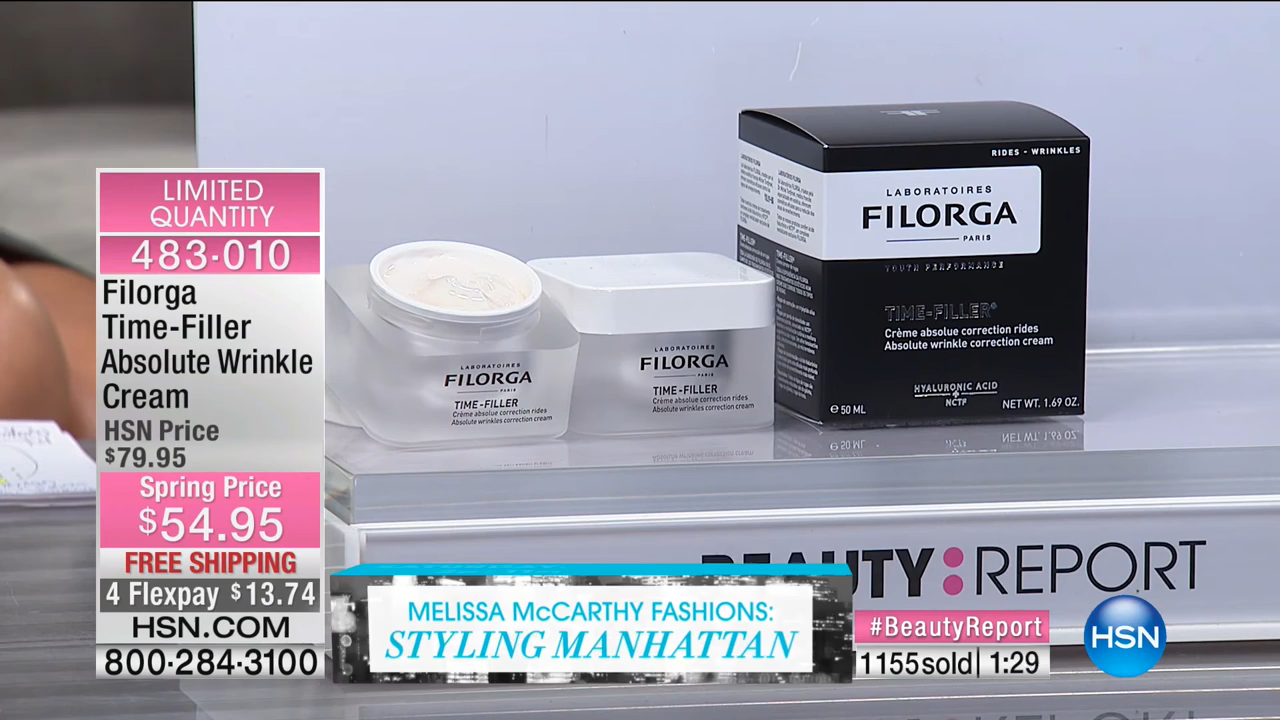 LIMITED
QUANTITY
483-010
Filorga
Time-Filler
Absolute Wrinkle
Cream
HSN Price
$79.95
Spring Price
$54.95
FREE SHIPPING
4 Flexpay $13.74
HSN.COM
800·284·3100
LABORATOIRES
FILORGA
PARIS
TIME-FILLER
Crème absolue correction rides
Absolute wrinkles correction cream
LABORATOIRES
FILORGA
PARIS
TIME-FILLER
Crème absolue correction rides
Absolute wrinkles correction cream
RIDES - WRINKLES
LABORATOIRES
FILORGA
PARIS
YOUTH PERFORMANCE
TIME-FILLER®
Crème absolue correction rides
Absolute wrinkle correction cream
HYALURONIC ACID
+
NCTF
℮ 50 ML
NET WT. 1.69 OZ.
BEAUTY:REPORT
MELISSA McCARTHY FASHIONS:
STYLING MANHATTAN
#BeautyReport
1155sold| 1:29
HSN